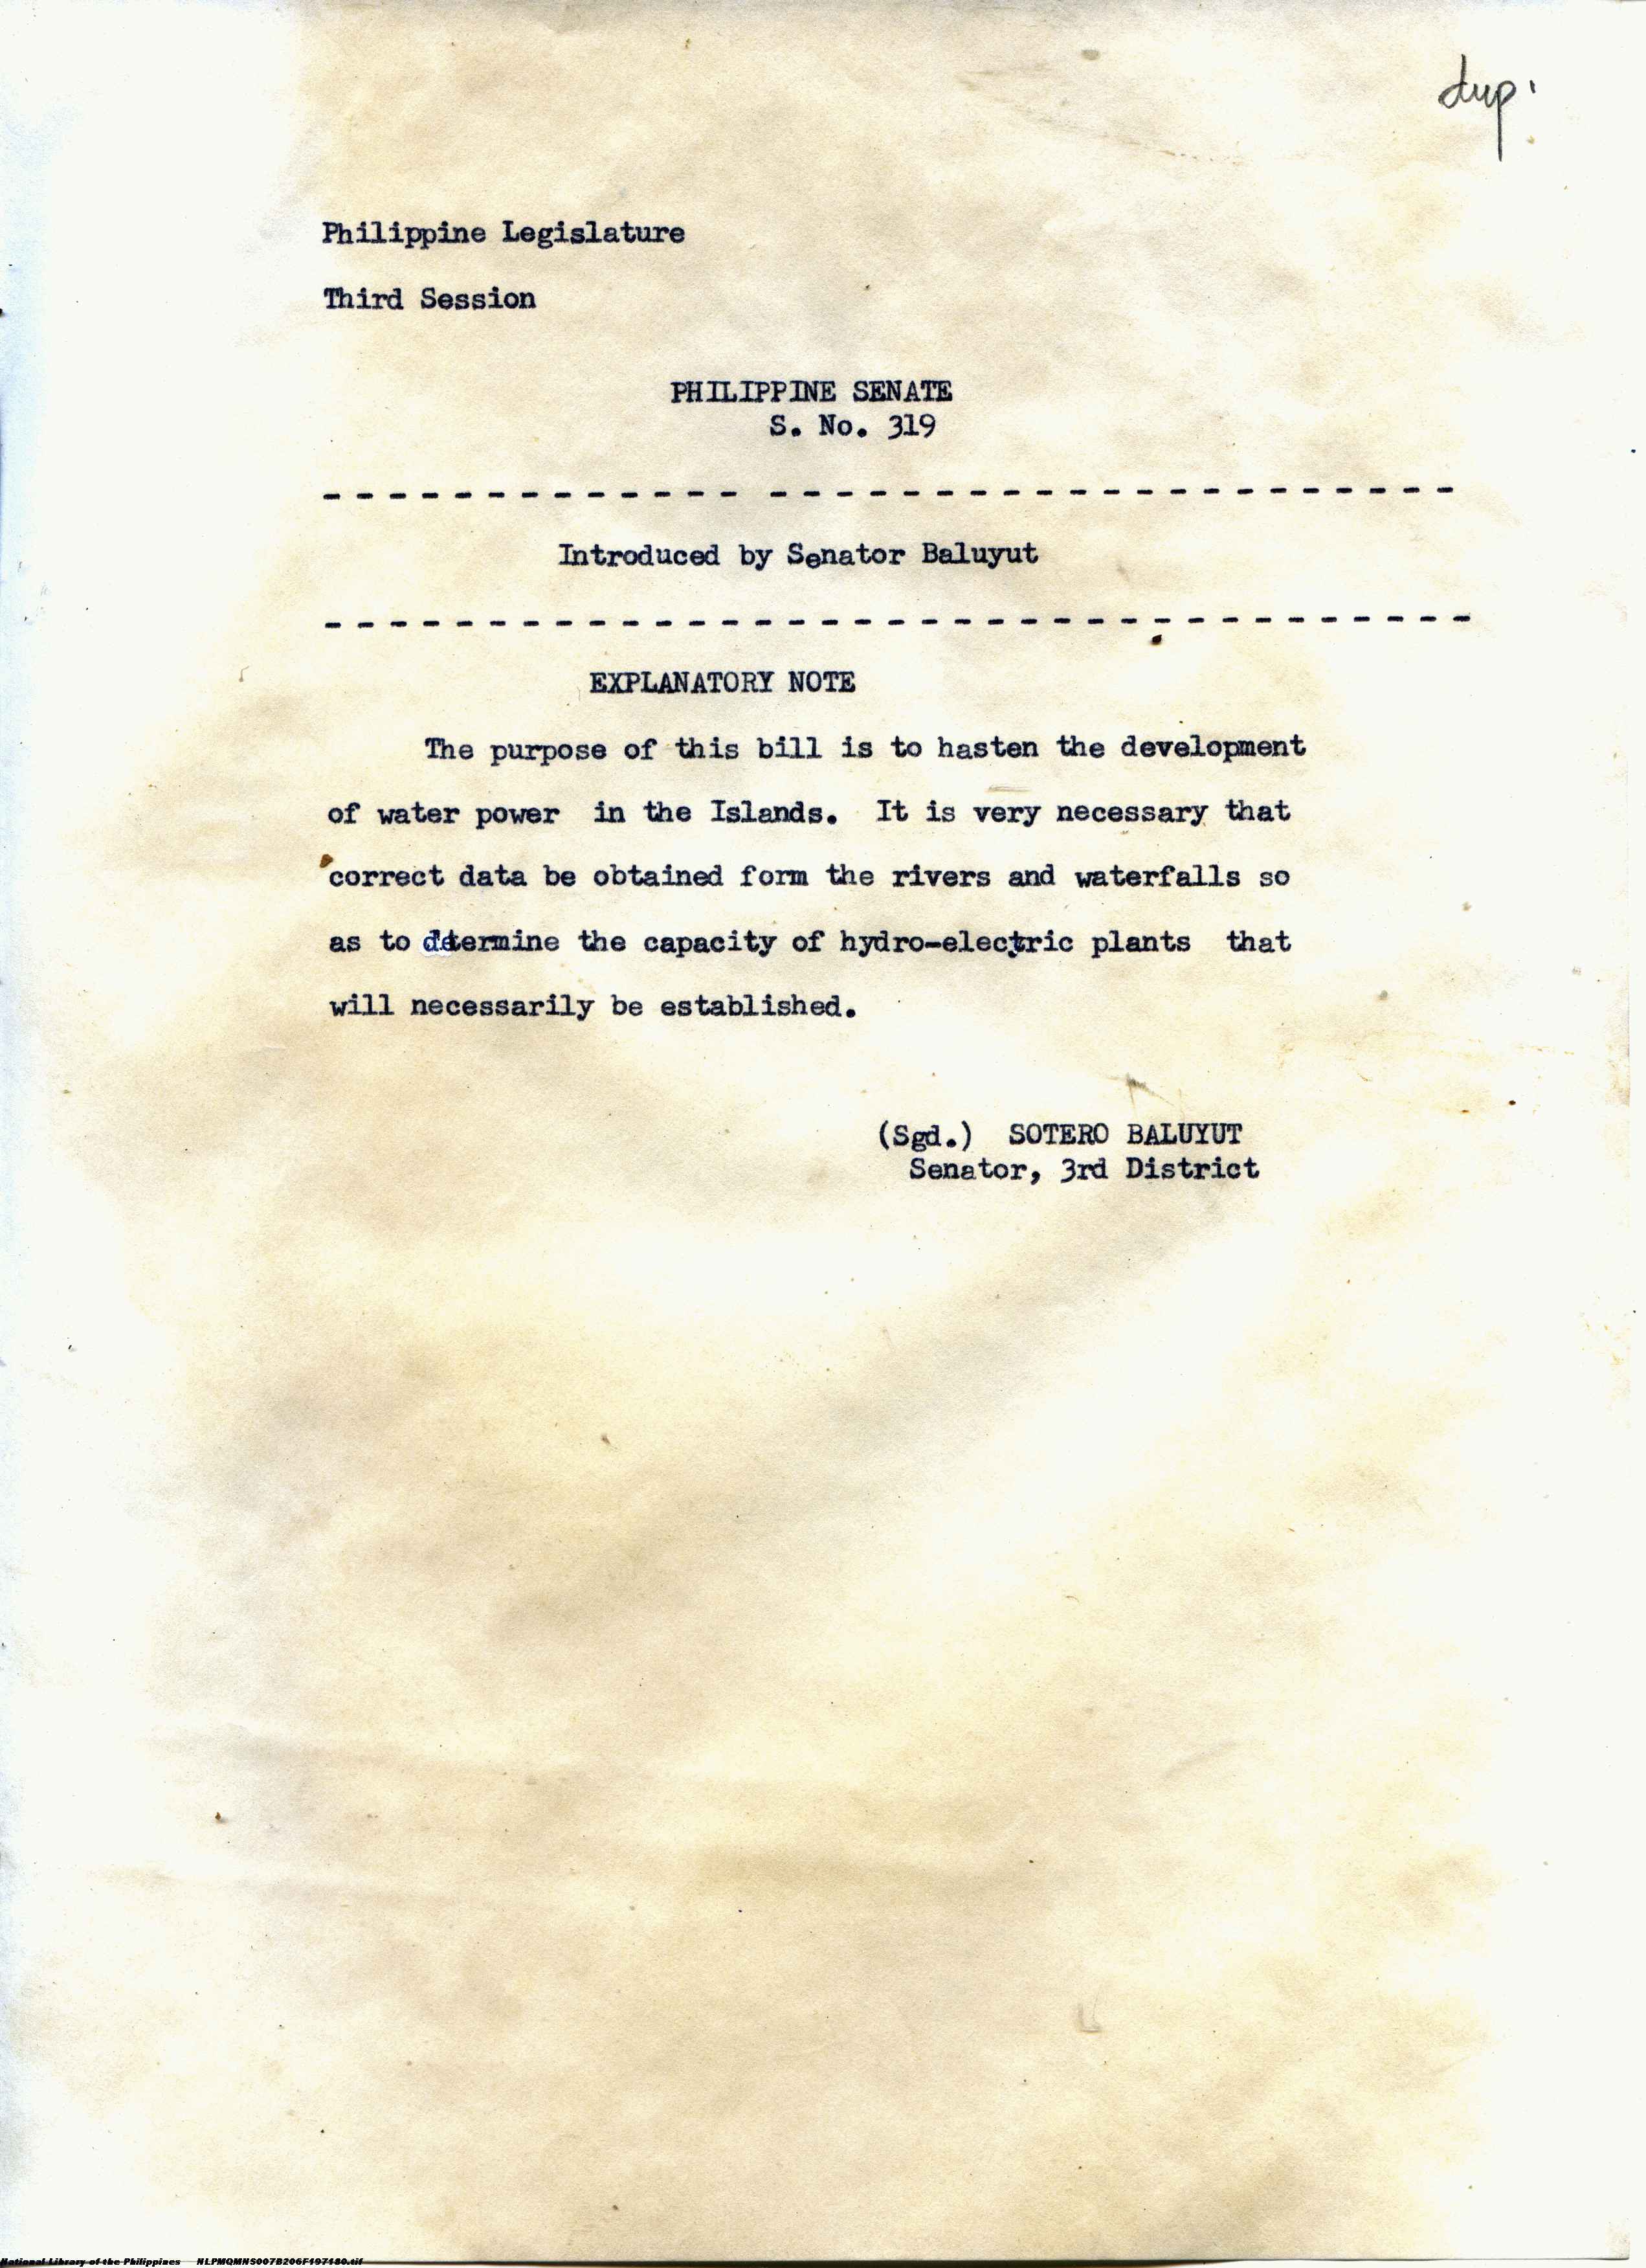 dup.
Philippine Legislature
Third Session
PHILIPPINE SENATE
S. No. 319
- - - - - - - - - - - - - - - - - - - - - - - - - - - - - - - - - -
Introduced by Senator Baluyut
- - - - - - - - - - - - - - - - - - - - - - - - - - - - - - - - - - -
EXPLANATORY NOTE
The purpose of this bill is to hasten the development
of water power in the Islands. It is very necessary that
correct data be obtained form the rivers and waterfalls so
as to determine the capacity of hydro-electric plants that
will necessarily be established.
(Sgd.) SOTERO BALUYUT
Senator, 3rd District
National Library of the Philippines NLPMQMNS007B206F197180.tif